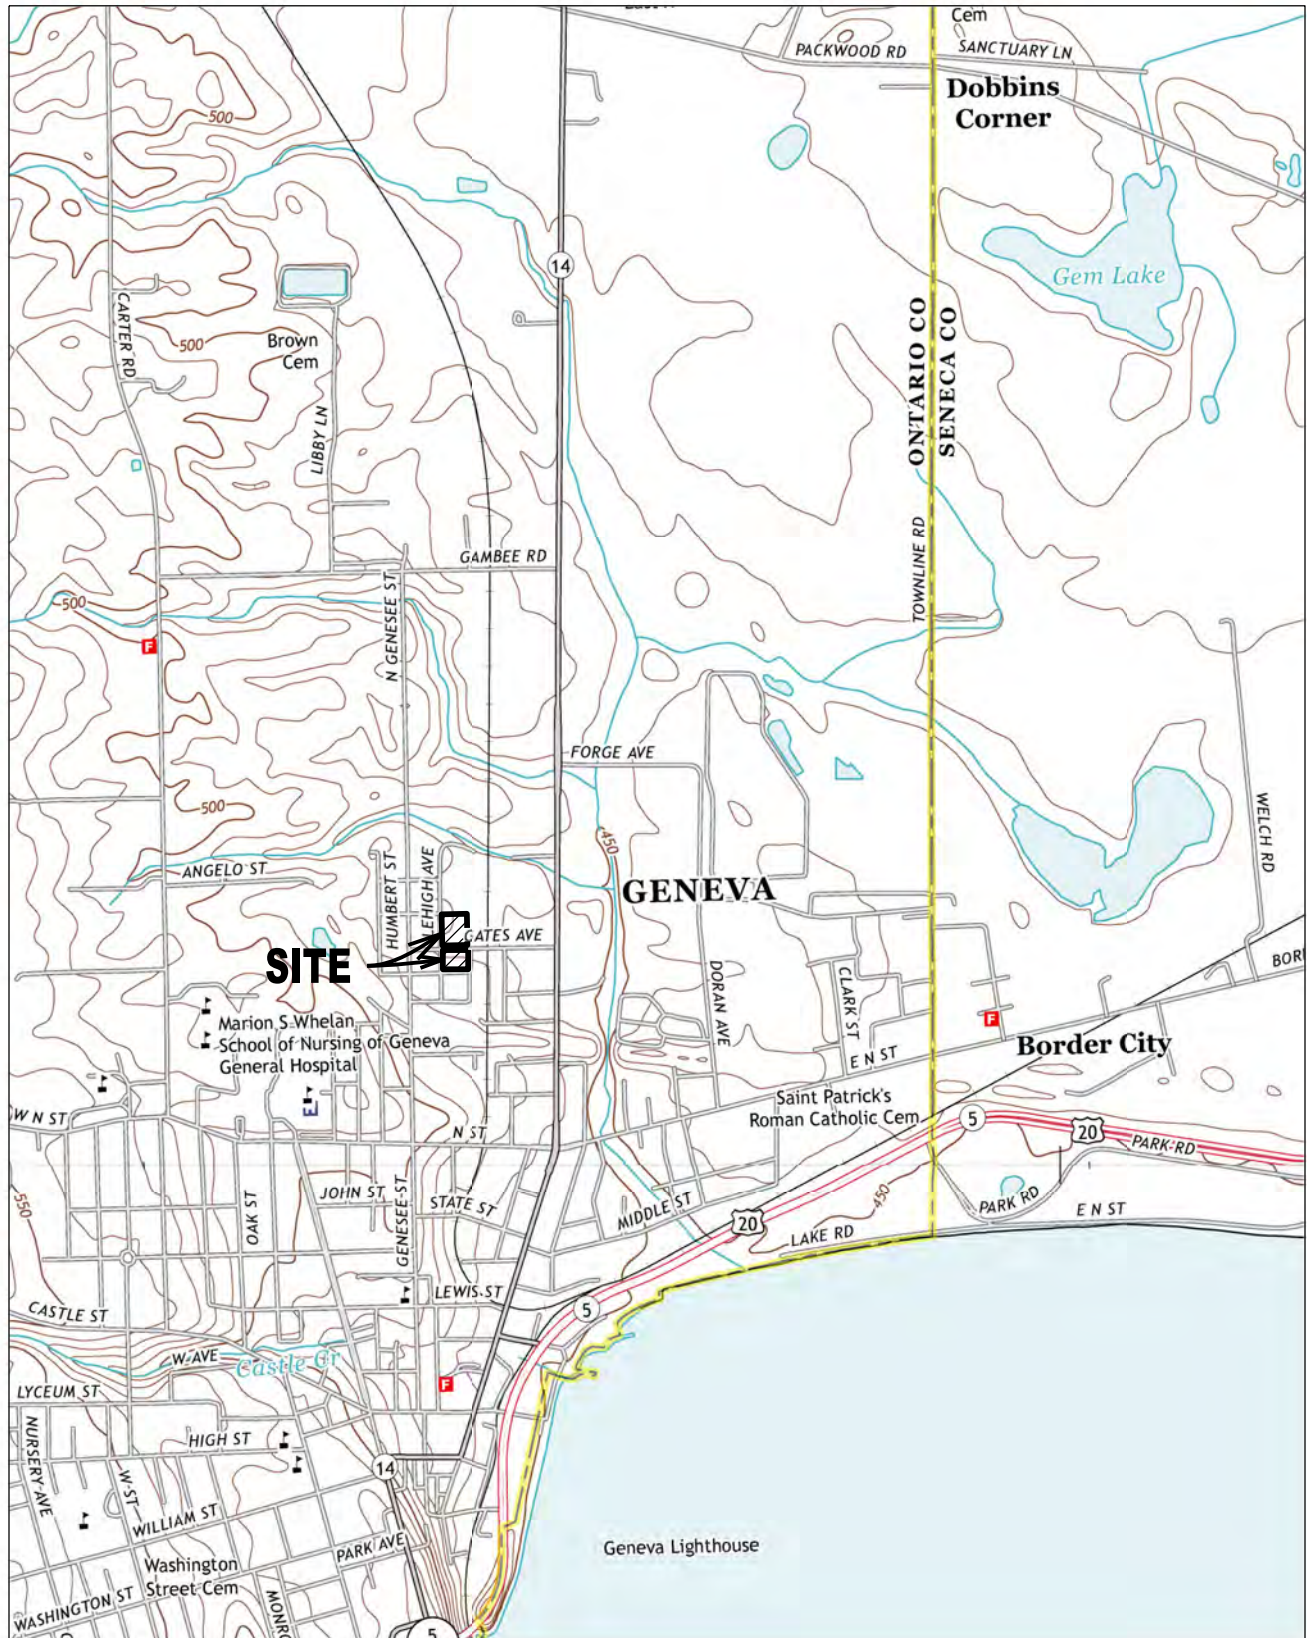 Cem
PACKWOOD RD
SANCTUARY LN
Dobbins
Corner
500
14
Gem Lake
CARTER RD
500
Brown
Cem
ONTARIO CO
SENECA CO
LIBBY LN
GAMBEE RD
TOWNLINE RD
500
N GENESEE ST
F
FORGE AVE
500
450
WELCH RD
ANGELO ST
HUMBERT ST
LEHIGH AVE
GENEVA
GATES AVE
SITE
DORAN AVE
CLARK ST
Marion S Whelan
School of Nursing of Geneva
General Hospital
F
Border City
E N ST
Saint Patrick's
Roman Catholic Cem
W N ST
N ST
5
20
PARK RD
550
OAK ST
JOHN ST
GENESEE ST
STATE ST
MIDDLE ST
20
450
PARK RD
E N ST
LAKE RD
LEWIS ST
5
CASTLE ST
W AVE
Castle Cr
LYCEUM ST
F
NURSERY AVE
HIGH ST
14
W ST
WILLIAM ST
PARK AVE
Geneva Lighthouse
Washington
Street Cem
WASHINGTON ST
5